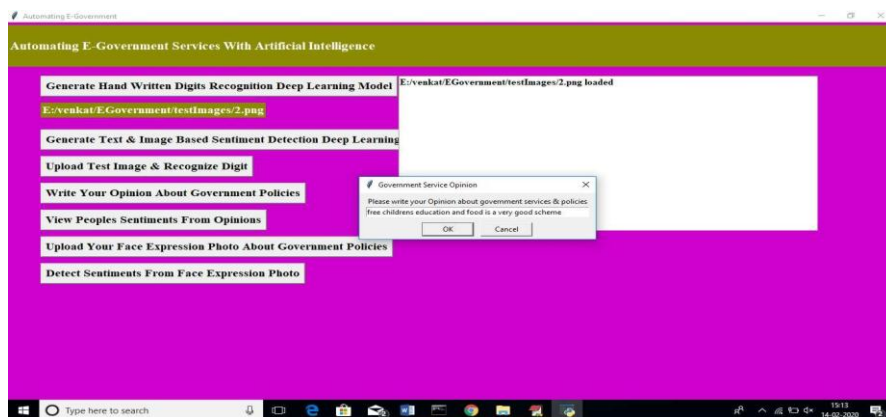 Automating E-Government
Automating E-Government Services With Artificial Intelligence
Generate Hand Written Digits Recognition Deep Learning Model
E:/venkat/EGovernment/testImages/2.png loaded
E:/venkat/EGovernment/testImages/2.png
Generate Text & Image Based Sentiment Detection Deep Learning
Upload Test Image & Recognize Digit
Write Your Opinion About Government Policies
View Peoples Sentiments From Opinions
Upload Your Face Expression Photo About Government Policies
Detect Sentiments From Face Expression Photo
Government Service Opinion
Please write your Opinion about government services & policies
free childrens education and food is a very good scheme
OK
Cancel
Type here to search
15:13
14-02-2020